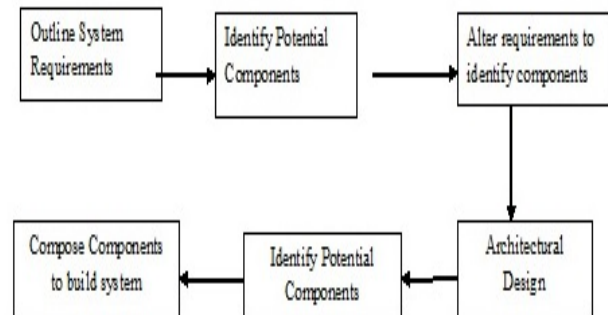 Outline System
Requirements
Identify Potential
Components
Alter requirements to
identify components
Compose Components
to build system
Identify Potential
Components
Architectural
Design